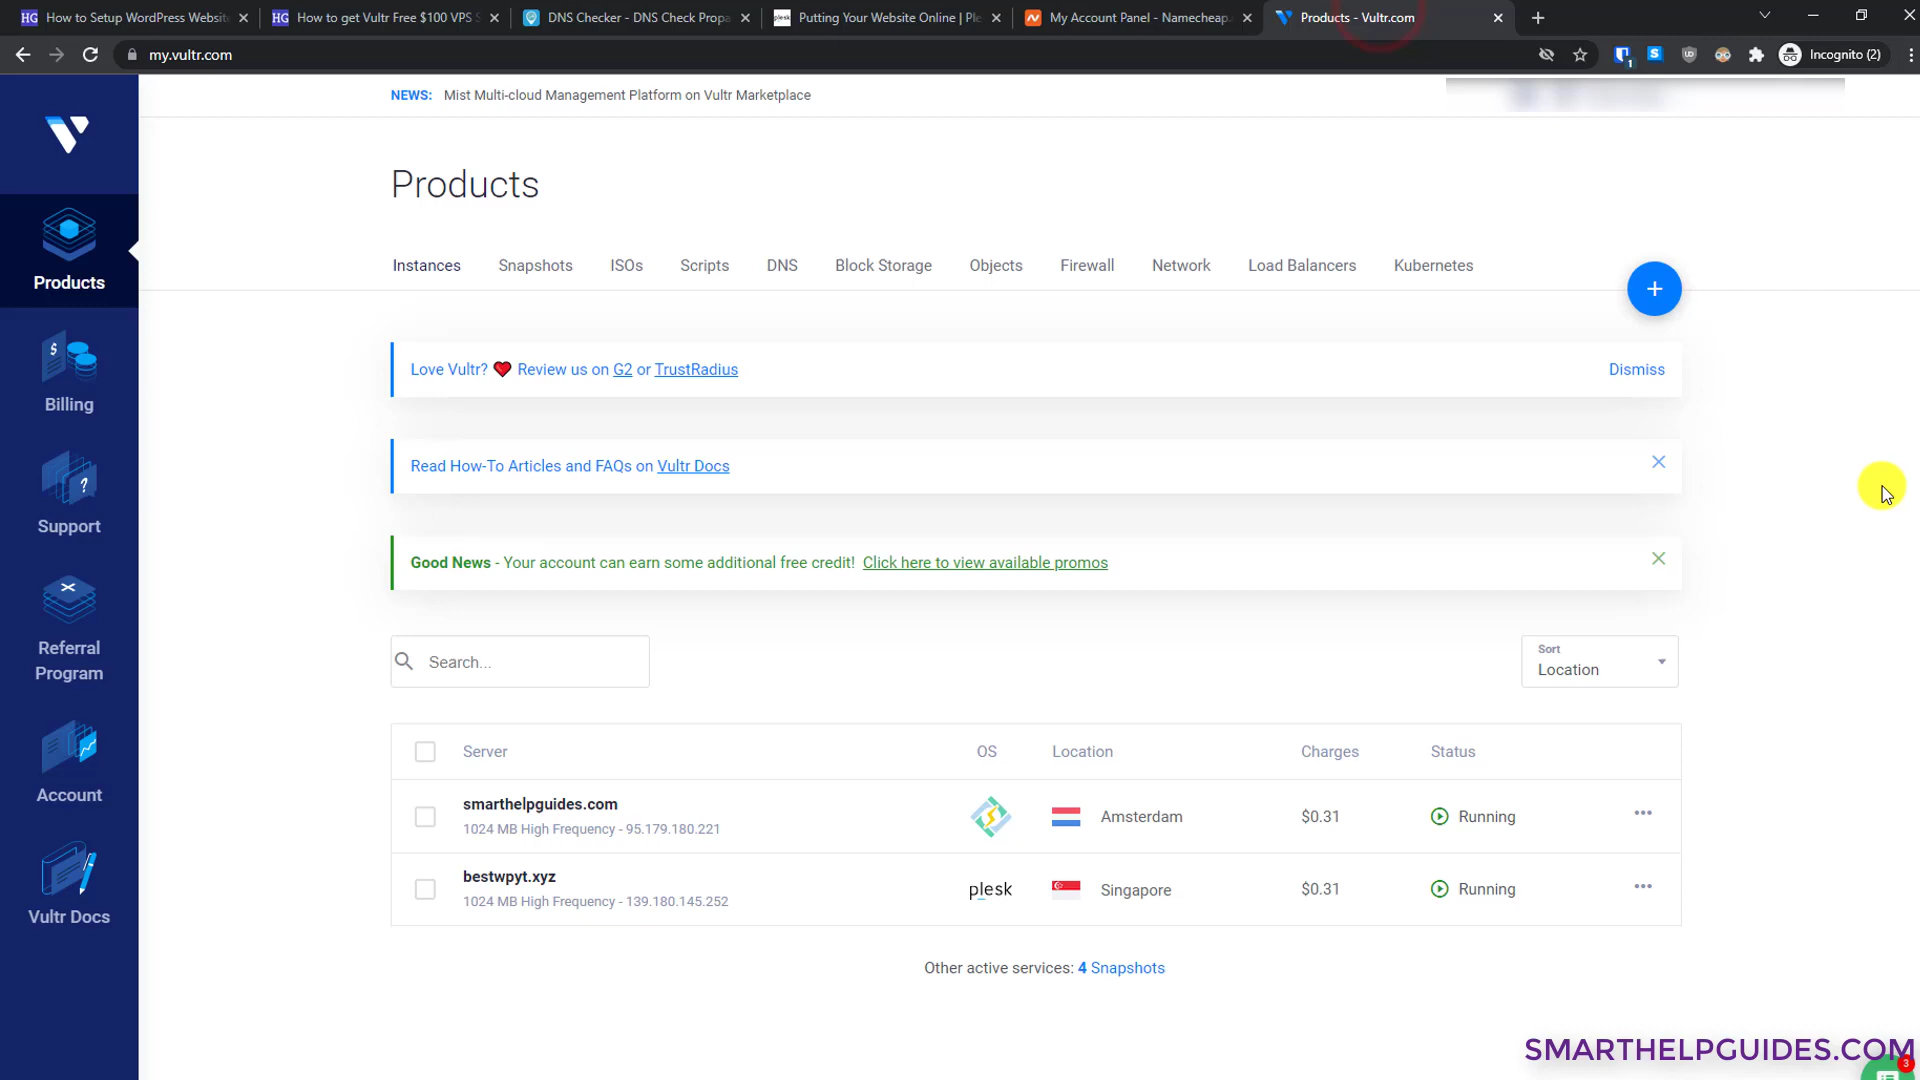 How to Setup WordPress Website
How to get Vultr Free $100 VPS S
DNS Checker - DNS Check Propa
plesk
Putting Your Website Online | Ple
My Account Panel - Namecheap.
Products - Vultr.com
my.vultr.com
1
Incognito (2)
NEWS: Mist Multi-cloud Management Platform on Vultr Marketplace
Products
Billing
Support
Referral
Program
Account
Vultr Docs
Products
Instances Snapshots ISOs Scripts DNS Block Storage Objects Firewall Network Load Balancers Kubernetes
+
Love Vultr? ❤ Review us on G2 or TrustRadius Dismiss
Read How-To Articles and FAQs on Vultr Docs
Good News - Your account can earn some additional free credit! Click here to view available promos
Search...
Sort
Location
Server OS Location Charges Status
smarthelpguides.com
1024 MB High Frequency - 95.179.180.221
Amsterdam $0.31 Running
bestwpyt.xyz
1024 MB High Frequency - 139.180.145.252
plesk Singapore $0.31 Running
Other active services: 4 Snapshots
SMARTHELPGUIDES.COM
3